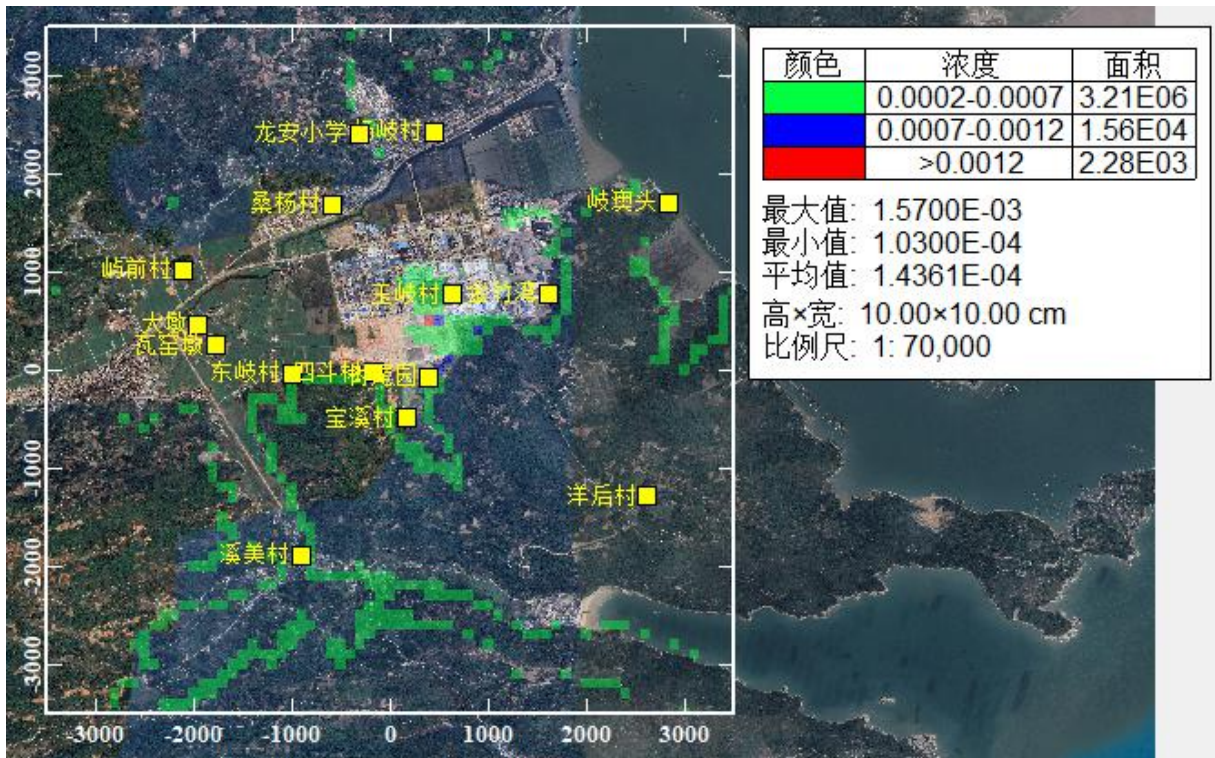 颜色 浓度 面积
0.0002-0.0007 3.21E06
0.0007-0.0012 1.56E04
>0.0012 2.28E03
最大值: 1.5700E-03
最小值: 1.0300E-04
平均值: 1.4361E-04
高×宽: 10.00×10.00 cm
比例尺: 1: 70,000
3000
2000
1000
0
-1000
-2000
-3000
龙安小学
岐村
桑杨村
岐澳头
屿前村
玉岐村
大墩
瓦窑墩
东岐村
四斗
宝溪村
洋后村
溪美村
-3000 -2000 -1000 0 1000 2000 3000